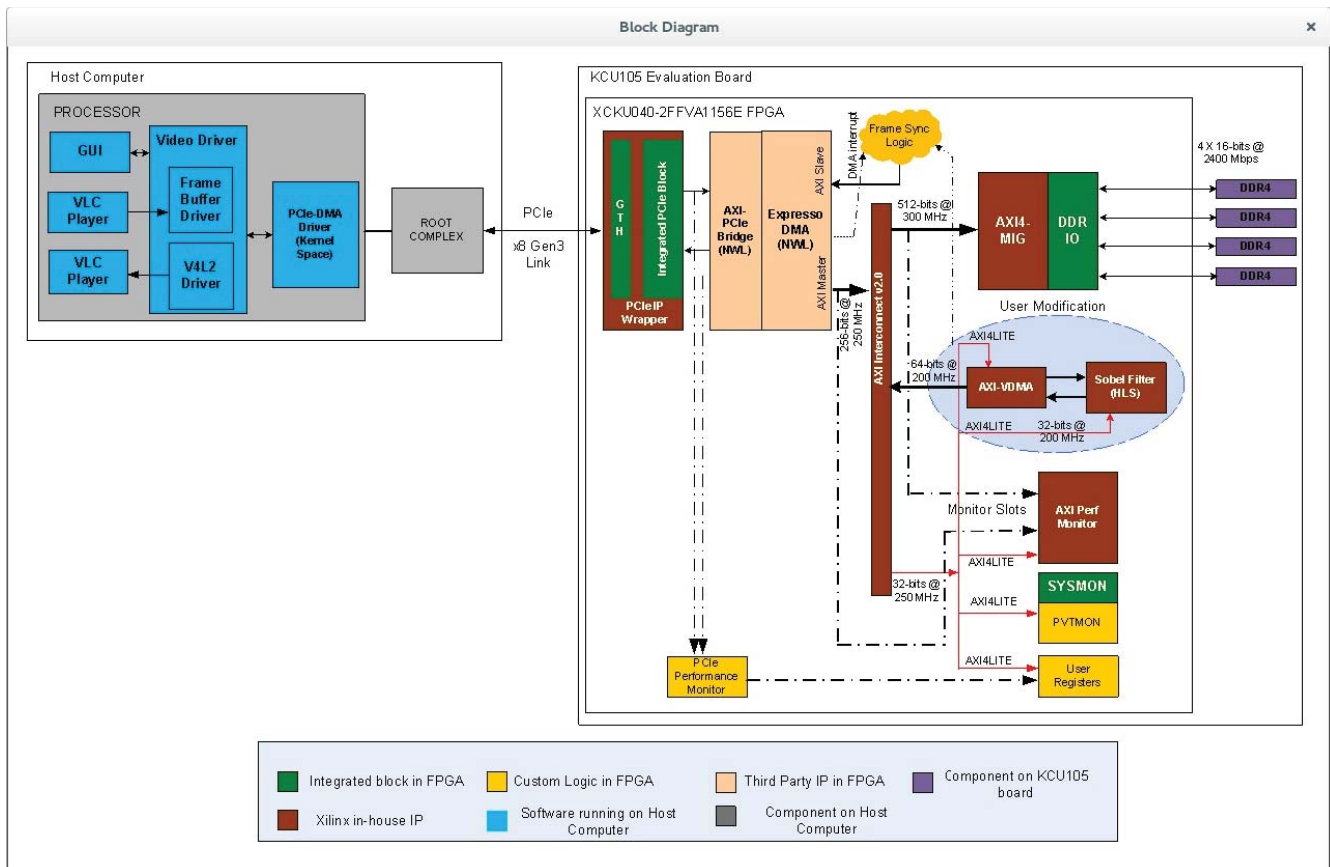 Block Diagram
×
Host Computer
PROCESSOR
GUI
Video Driver
Frame
Buffer
Driver
VLC
Player
VLC
Player
V4L2
Driver
PCIe-DMA
Driver
(Kernel
Space)
ROOT
COMPLEX
PCIe
x8 Gen3
Link
KCU105 Evaluation Board
XCKU040-2FFVA1156E FPGA
GTH
Integrated PCIe Block
PCIe IP
Wrapper
AXI-
PCIe
Bridge
(NWL)
Expresso
DMA
(NWL)
AXI Slave
AXI Master
DMA interrupt
Frame Sync
Logic
512-bits @
300 MHz
256-bits @
250 MHz
AXI Interconnect v2.0
AXI4-
MIG
DDR
IO
4 X 16-bits @
2400 Mbps
DDR4
DDR4
DDR4
DDR4
User Modification
AXI4LITE
64-bits @
200 MHz
AXI-VDMA
Sobel Filter
(HLS)
AXI4LITE
32-bits @
200 MHz
Monitor Slots
AXI Perf
Monitor
AXI4LITE
32-bits @
250 MHz
SYSMON
AXI4LITE
PVTMON
AXI4LITE
User
Registers
PCIe
Performance
Monitor
Integrated block in FPGA
Custom Logic in FPGA
Third Party IP in FPGA
Component on KCU105
board
Xilinx in-house IP
Software running on Host
Computer
Component on Host
Computer